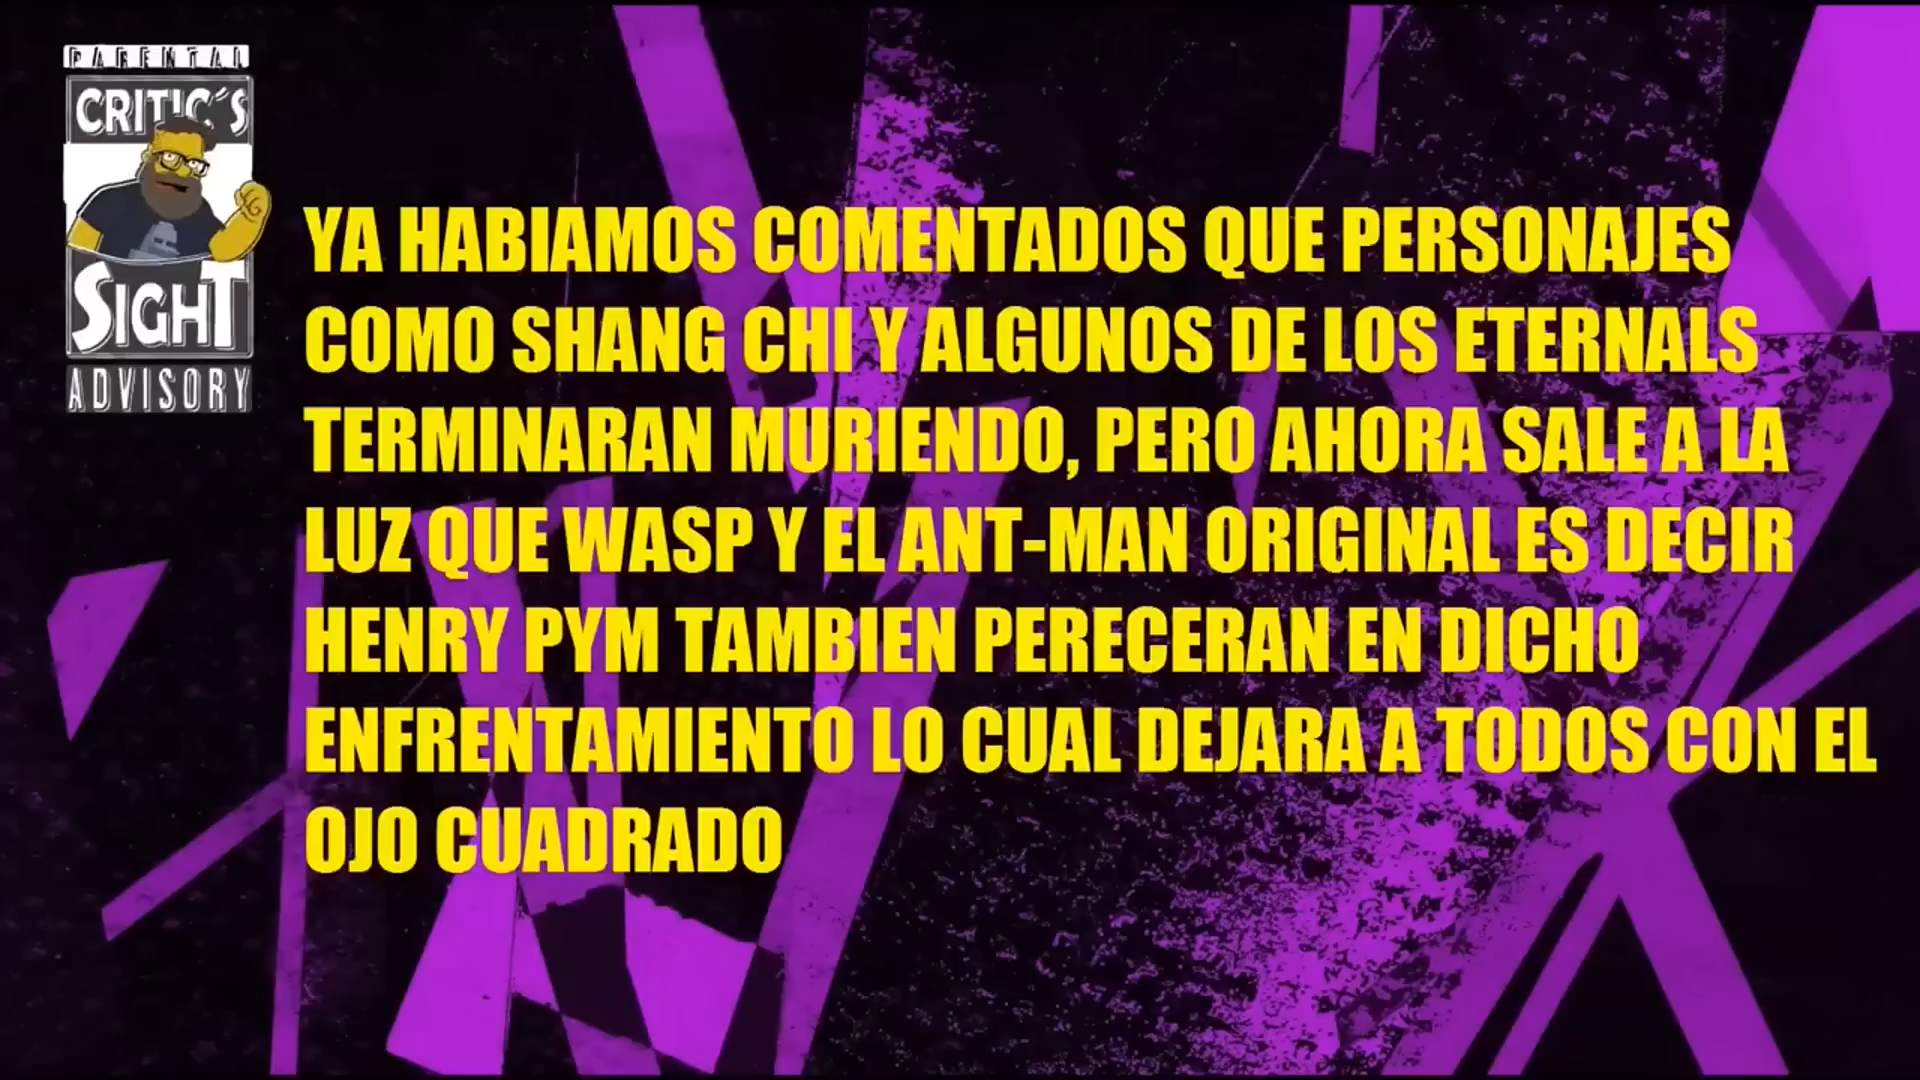 PARENTAL
CRITIC´S
SIGHT
ADVISORY
YA HABIAMOS COMENTADOS QUE PERSONAJES
COMO SHANG CHI Y ALGUNOS DE LOS ETERNALS
TERMINARAN MURIENDO, PERO AHORA SALE A LA
LUZ QUE WASP Y EL ANT-MAN ORIGINAL ES DECIR
HENRY PYM TAMBIEN PERECERAN EN DICHO
ENFRENTAMIENTO LO CUAL DEJARA A TODOS CON EL
OJO CUADRADO